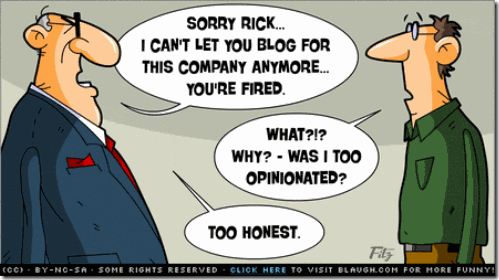 SORRY RICK...
I CAN'T LET YOU BLOG FOR
THIS COMPANY ANYMORE...
YOU'RE FIRED.
WHAT?!?
WHY? - WAS I TOO
OPINIONATED?
TOO HONEST.
Fitz
(CC) - BY-NC-SA - SOME RIGHTS RESERVED - CLICK HERE TO VISIT BLAUGH.COM FOR MORE FUNNY!